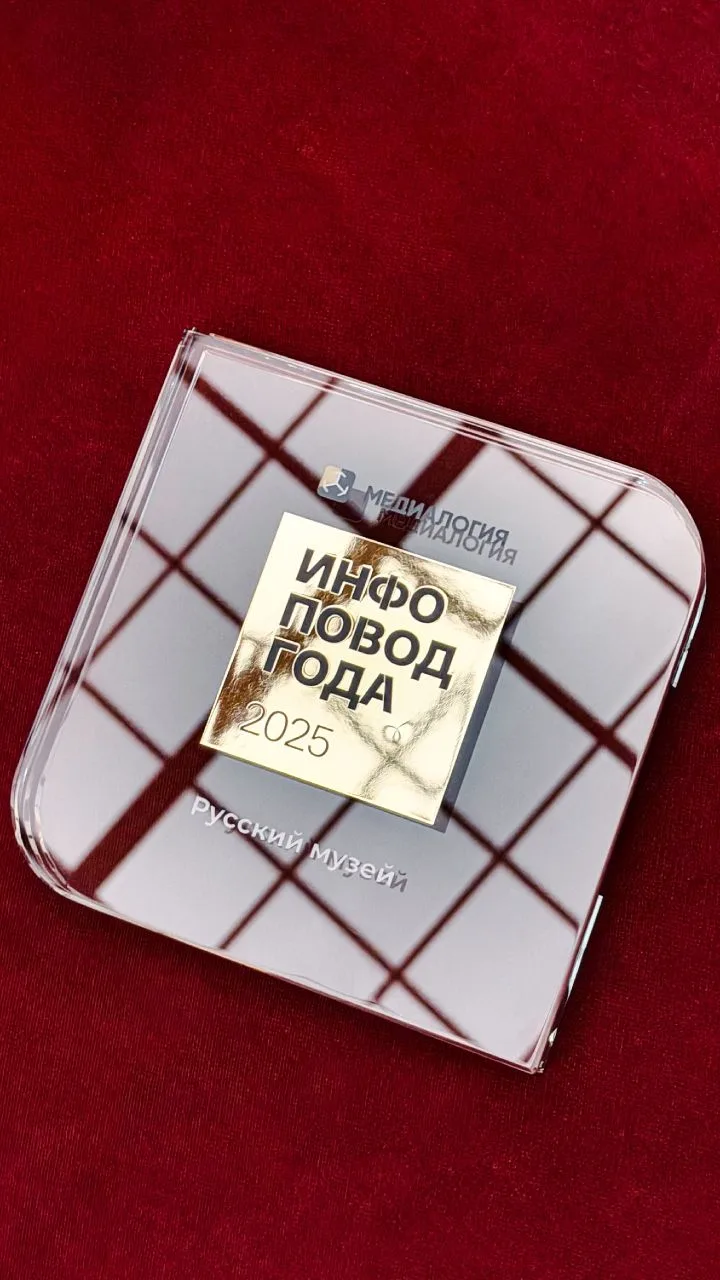 МЕДИАЛОГИЯ
ИНФО
ПОВОД
ГОДА
2025
Русский музей